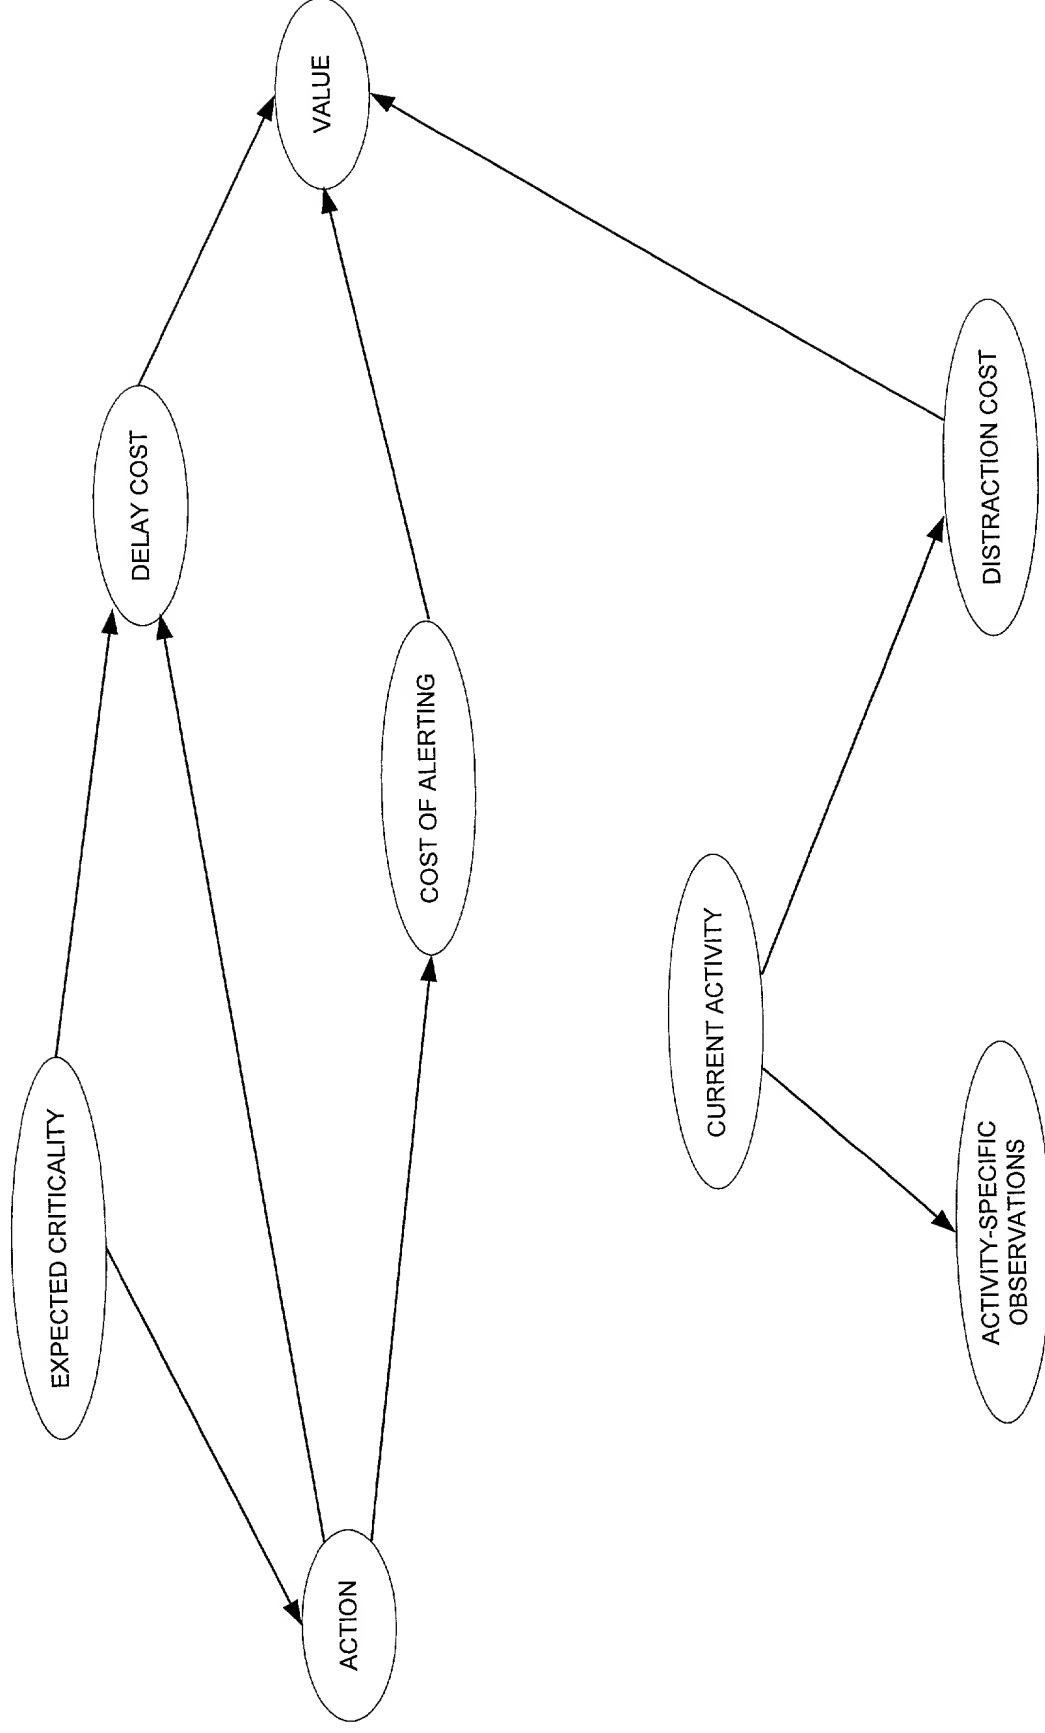 EXPECTED CRITICALITY
DELAY COST
VALUE
ACTION
COST OF ALERTING
CURRENT ACTIVITY
ACTIVITY-SPECIFIC
OBSERVATIONS
DISTRACTION COST